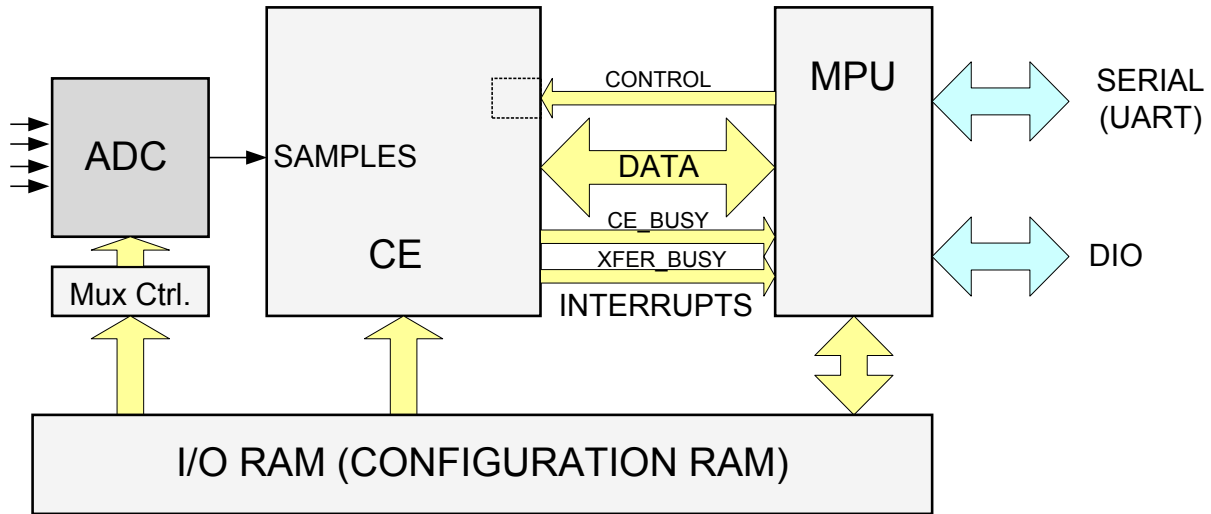 CONTROL
MPU
SERIAL
(UART)
ADC
SAMPLES
DATA
CE_BUSY
CE
XFER_BUSY
DIO
Mux Ctrl.
INTERRUPTS
I/O RAM (CONFIGURATION RAM)